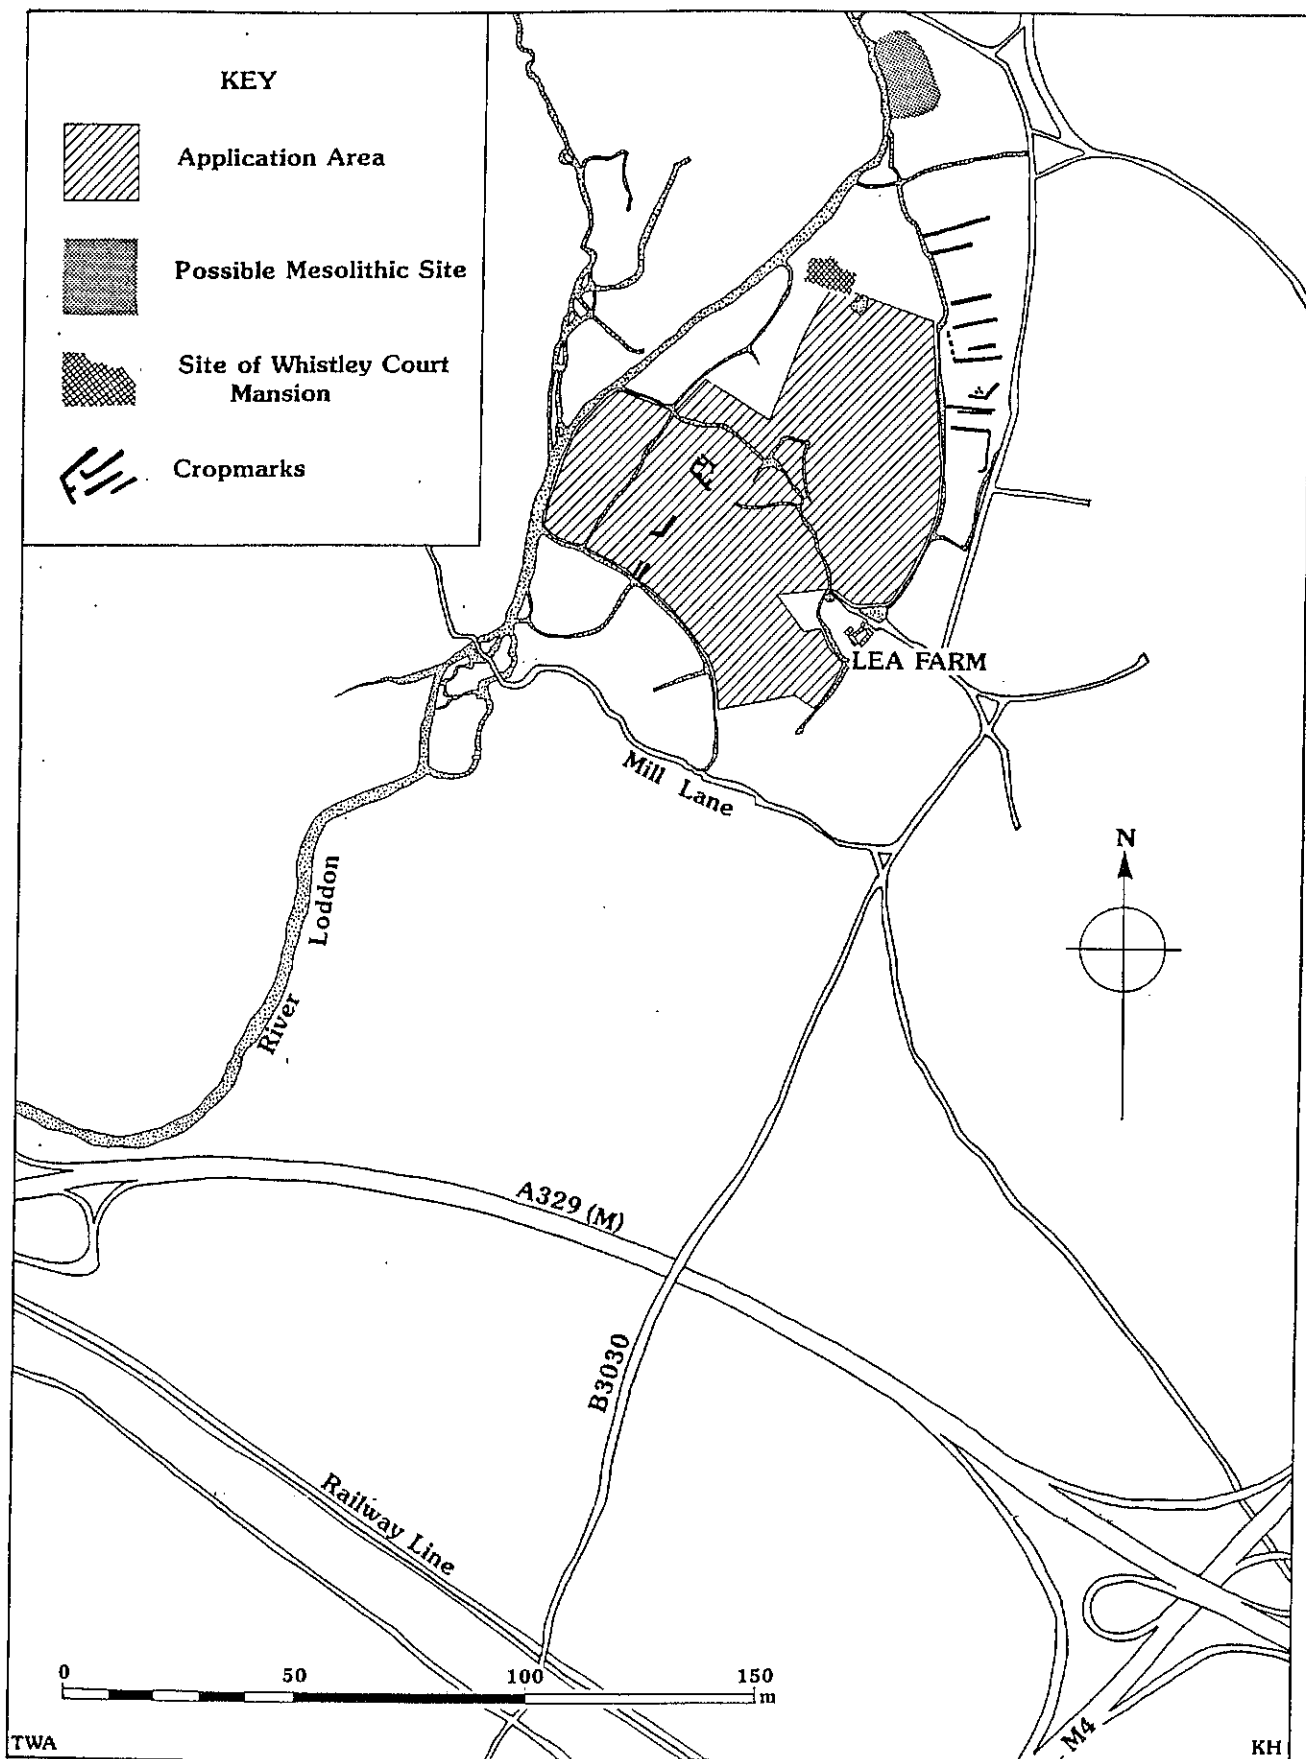 KEY
Application Area
Possible Mesolithic Site
Site of Whistley Court
Mansion
Cropmarks
LEA FARM
Mill Lane
N
River Loddon
A329 (M)
B3030
Railway Line
0 50 100 150
m
M4
TWA
KH